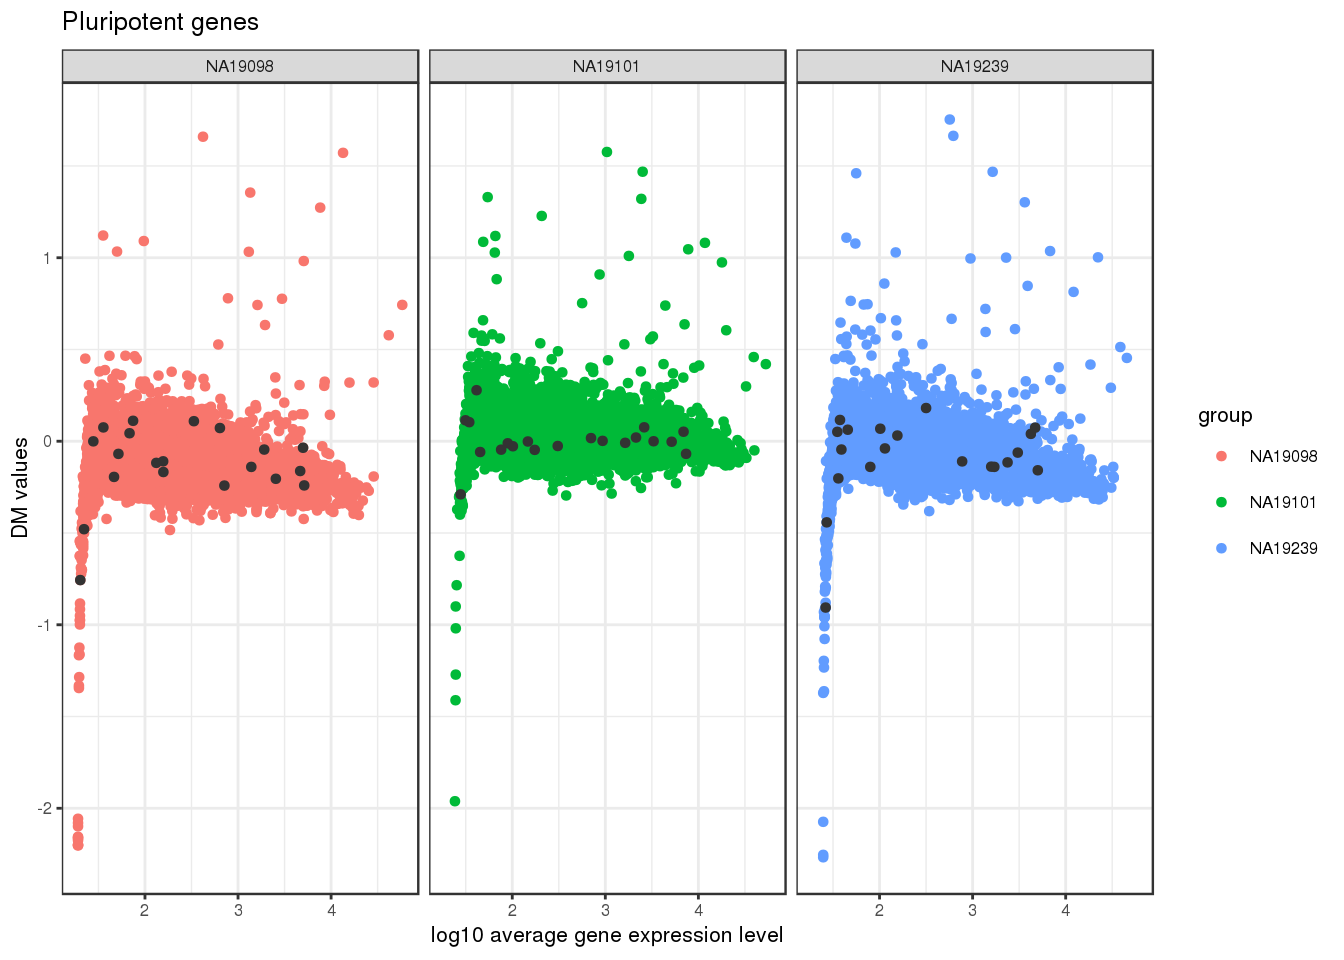 Pluripotent genes
NA19098 NA19101 NA19239
1
0
-1
-2
DM values
2 3 4 2 3 4 2 3 4
log10 average gene expression level
group
NA19098
NA19101
NA19239